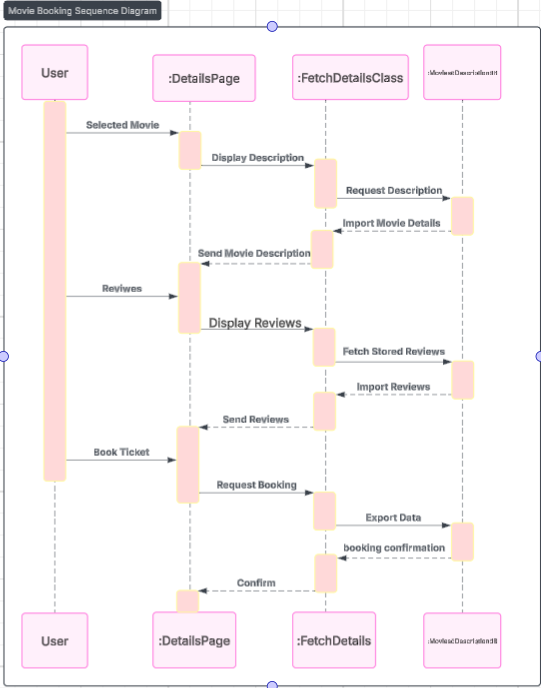 Movie Booking Sequence Diagram
User
:DetailsPage
:FetchDetailsClass
Selected Movie
Display Description
Request Description
Import Movie Details
Send Movie Description
Reviwes
Display Reviews
Fetch Stored Reviews
Import Reviews
Send Reviews
Book Ticket
Request Booking
Export Data
booking confirmation
Confirm
User
:DetailsPage
:FetchDetails